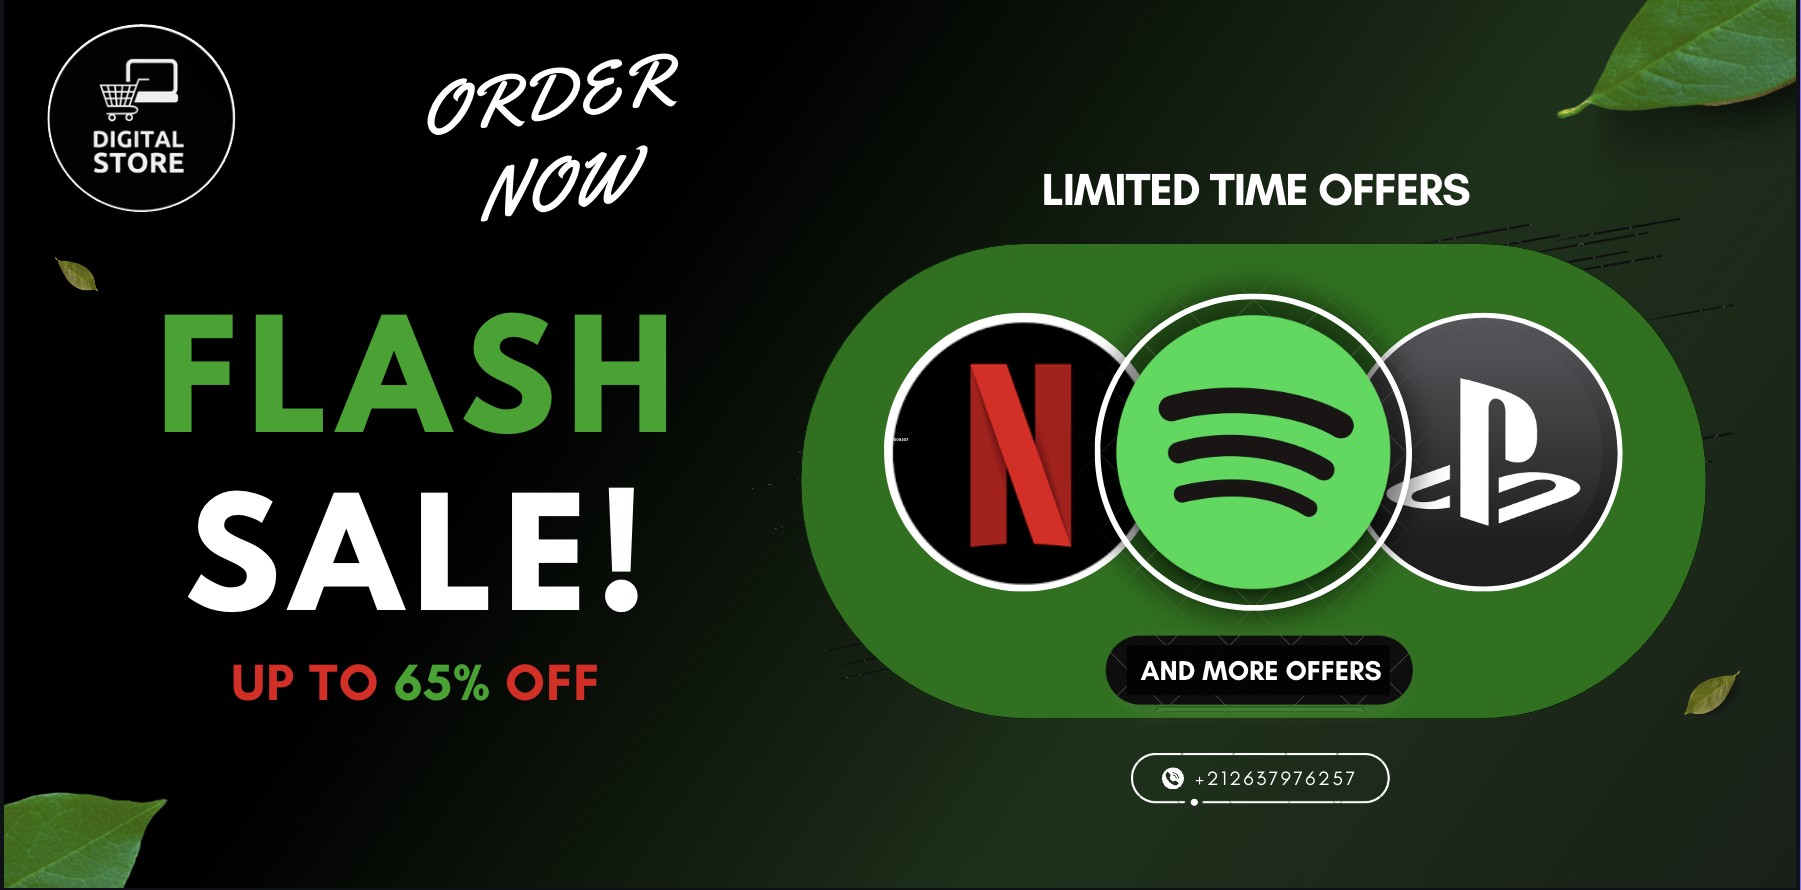 DIGITAL
STORE
ORDER
NOW
FLASH
SALE!
UP TO 65% OFF
LIMITED TIME OFFERS
N
AND MORE OFFERS
+212637976257